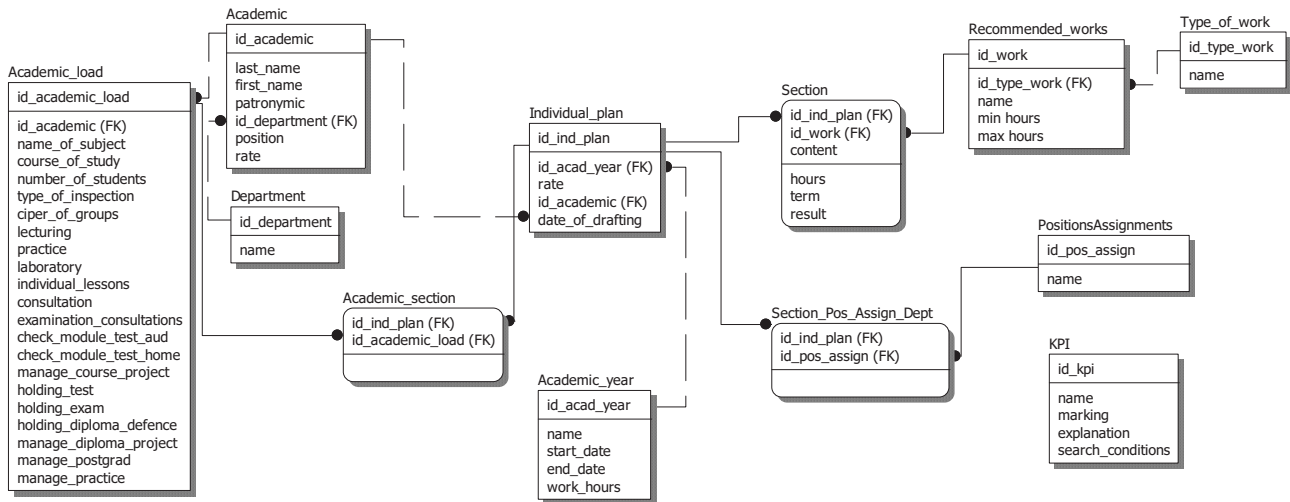 Academic
id_academic
last_name
first_name
patronymic
id_department (FK)
position
rate
Academic_load
id_academic_load
id_academic (FK)
name_of_subject
course_of_study
number_of_students
type_of_inspection
ciper_of_groups
lecturing
practice
laboratory
individual_lessons
consultation
examination_consultations
check_module_test_aud
check_module_test_home
manage_course_project
holding_test
holding_exam
holding_diploma_defence
manage_diploma_project
manage_postgrad
manage_practice
Department
id_department
name
Academic_section
id_ind_plan (FK)
id_academic_load (FK)
Individual_plan
id_ind_plan
id_acad_year (FK)
rate
id_academic (FK)
date_of_drafting
Academic_year
id_acad_year
name
start_date
end_date
work_hours
Section
id_ind_plan (FK)
id_work (FK)
content
hours
term
result
Recommended_works
id_work
id_type_work (FK)
name
min hours
max hours
Type_of_work
id_type_work
name
PositionsAssignments
id_pos_assign
name
Section_Pos_Assign_Dept
id_ind_plan (FK)
id_pos_assign (FK)
KPI
id_kpi
name
marking
explanation
search_conditions